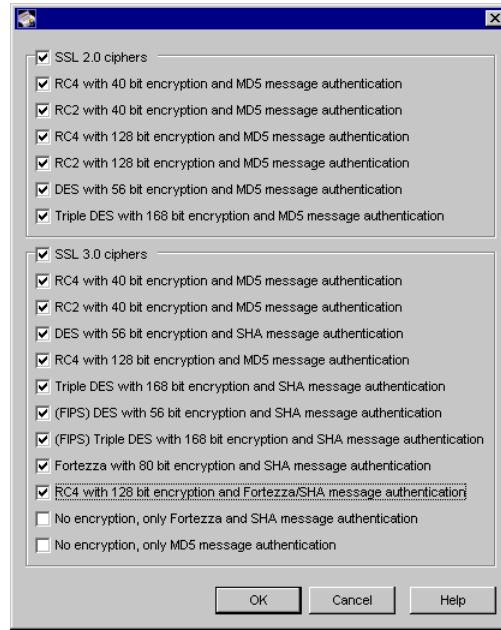 SSL 2.0 ciphers
RC4 with 40 bit encryption and MD5 message authentication
RC2 with 40 bit encryption and MD5 message authentication
RC4 with 128 bit encryption and MD5 message authentication
RC2 with 128 bit encryption and MD5 message authentication
DES with 56 bit encryption and MD5 message authentication
Triple DES with 168 bit encryption and MD5 message authentication
SSL 3.0 ciphers
RC4 with 40 bit encryption and MD5 message authentication
RC2 with 40 bit encryption and MD5 message authentication
DES with 56 bit encryption and SHA message authentication
RC4 with 128 bit encryption and MD5 message authentication
Triple DES with 168 bit encryption and SHA message authentication
(FIPS) DES with 56 bit encryption and SHA message authentication
(FIPS) Triple DES with 168 bit encryption and SHA message authentication
Fortezza with 80 bit encryption and SHA message authentication
RC4 with 128 bit encryption and Fortezza/SHA message authentication
No encryption, only Fortezza and SHA message authentication
No encryption, only MD5 message authentication
OK Cancel Help